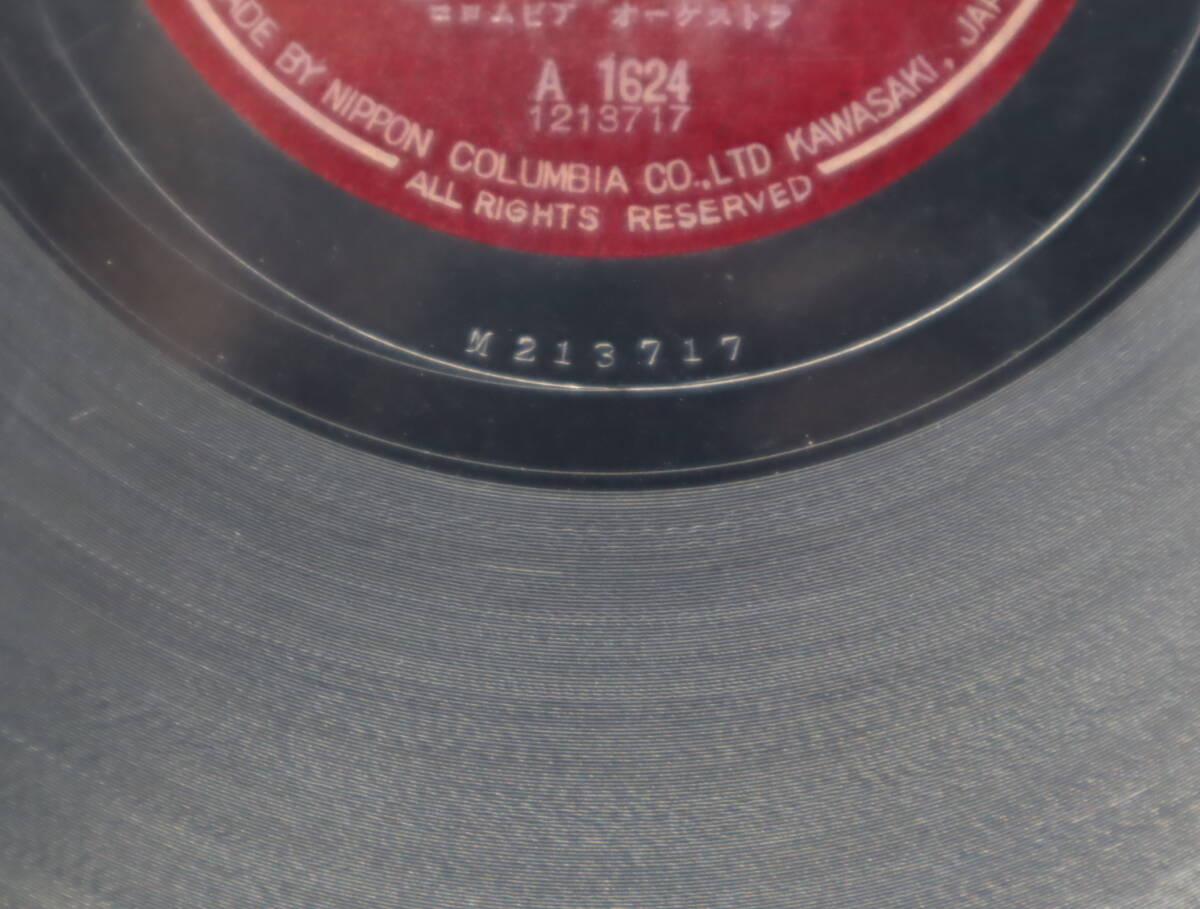 コロムビア オーケストラ
A 1624
1213717
MADE BY NIPPON COLUMBIA CO.,LTD KAWASAKI, JAPAN
ALL RIGHTS RESERVED
M213717